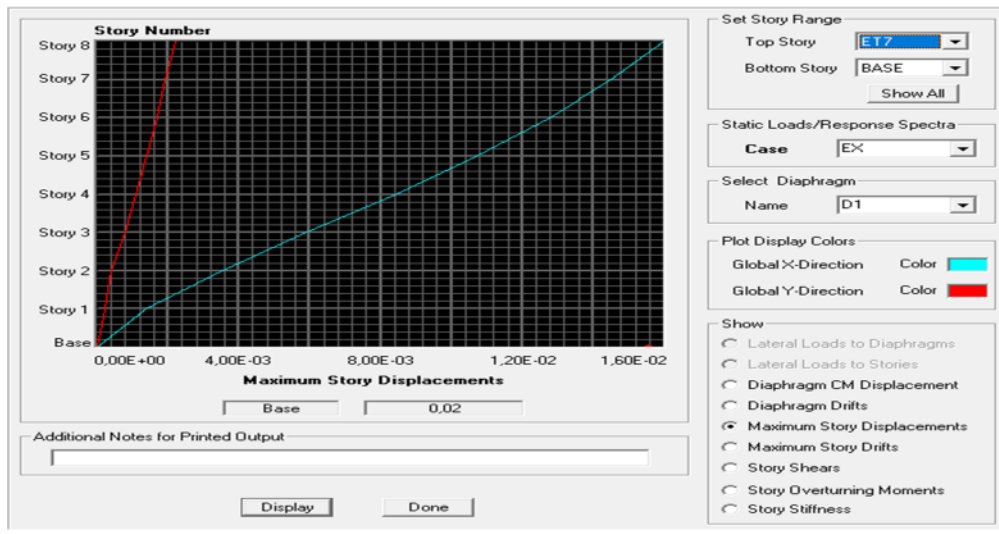 Story Number
Story 8
Story 7
Story 6
Story 5
Story 4
Story 3
Story 2
Story 1
Base
0,00E+00 4,00E-03 8,00E-03 1,20E-02 1,60E-02
Maximum Story Displacements
Base 0,02
Additional Notes for Printed Output
Display Done
Set Story Range
Top Story ET7
Bottom Story BASE
Show All
Static Loads/Response Spectra
Case EX
Select Diaphragm
Name D1
Plot Display Colors
Global X-Direction Color
Global Y-Direction Color
Show
Lateral Loads to Diaphragms
Lateral Loads to Stories
Diaphragm CM Displacement
Diaphragm Drifts
Maximum Story Displacements
Maximum Story Drifts
Story Shears
Story Overturning Moments
Story Stiffness